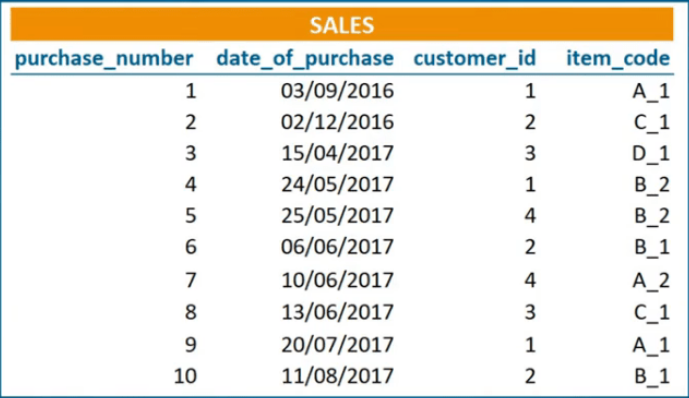 SALES
purchase_number date_of_purchase customer_id item_code
1 03/09/2016 1 A_1
2 02/12/2016 2 C_1
3 15/04/2017 3 D_1
4 24/05/2017 1 B_2
5 25/05/2017 4 B_2
6 06/06/2017 2 B_1
7 10/06/2017 4 A_2
8 13/06/2017 3 C_1
9 20/07/2017 1 A_1
10 11/08/2017 2 B_1